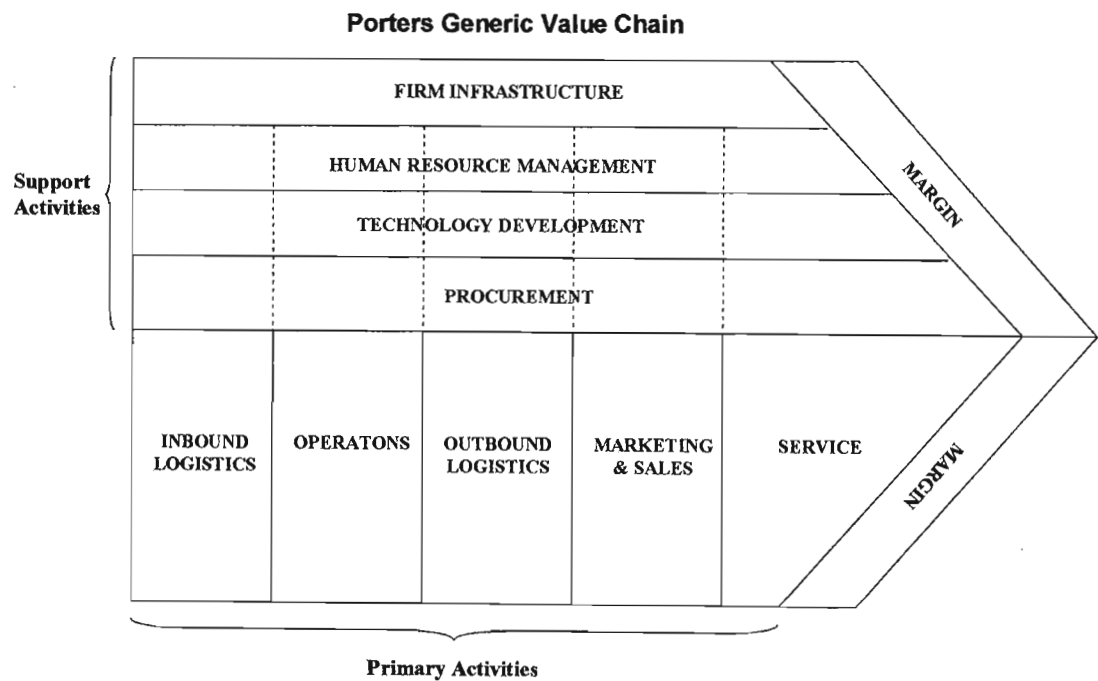 Porters Generic Value Chain
FIRM INFRASTRUCTURE
HUMAN RESOURCE MANAGEMENT
TECHNOLOGY DEVELOPMENT
PROCUREMENT
Support
Activities
MARGIN
INBOUND
LOGISTICS
OPERATONS
OUTBOUND
LOGISTICS
MARKETING
& SALES
SERVICE
MARGIN
Primary Activities